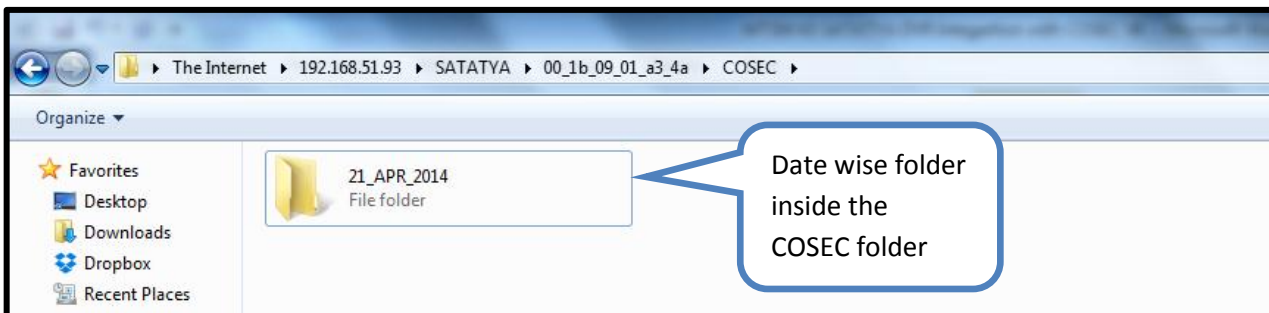 The Internet ▸ 192.168.51.93 ▸ SATATYA ▸ 00_1b_09_01_a3_4a ▸ COSEC ▸
Organize ▾
Favorites
Desktop
Downloads
Dropbox
Recent Places
21_APR_2014
File folder
Date wise folder
inside the
COSEC folder